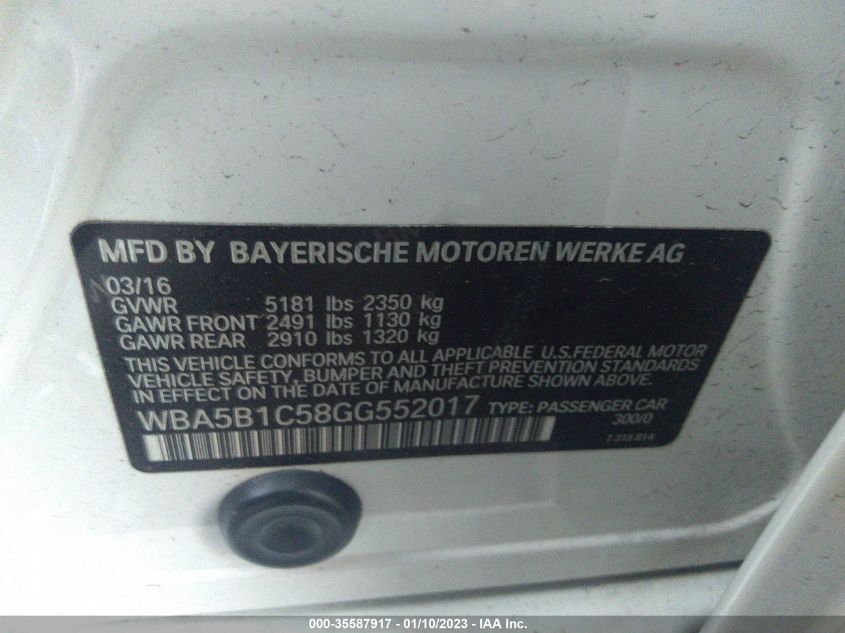 MFD BY BAYERISCHE MOTOREN WERKE AG
03/16
GVWR 5181 lbs 2350 kg
GAWR FRONT 2491 lbs 1130 kg
GAWR REAR 2910 lbs 1320 kg
THIS VEHICLE CONFORMS TO ALL APPLICABLE U.S.FEDERAL MOTOR
VEHICLE SAFETY, BUMPER AND THEFT PREVENTION STANDARDS
IN EFFECT ON THE DATE OF MANUFACTURE SHOWN ABOVE.
WBA5B1C58GG552017 TYPE: PASSENGER CAR
300/0
7 315 614
000-35587917 - 01/10/2023 - IAA Inc.